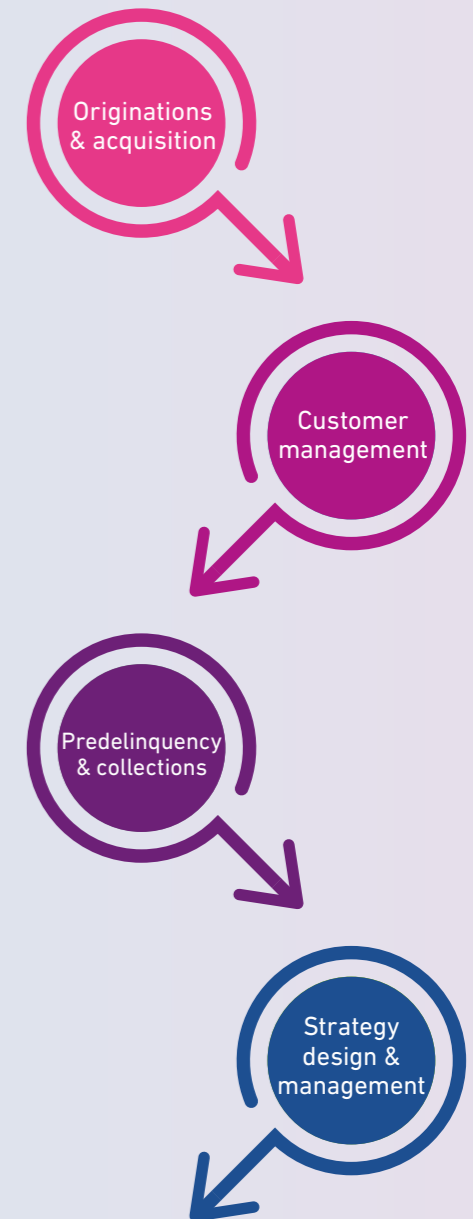 Originations
& acquisition
Customer
management
Predelinquency
& collections
Strategy
design &
management